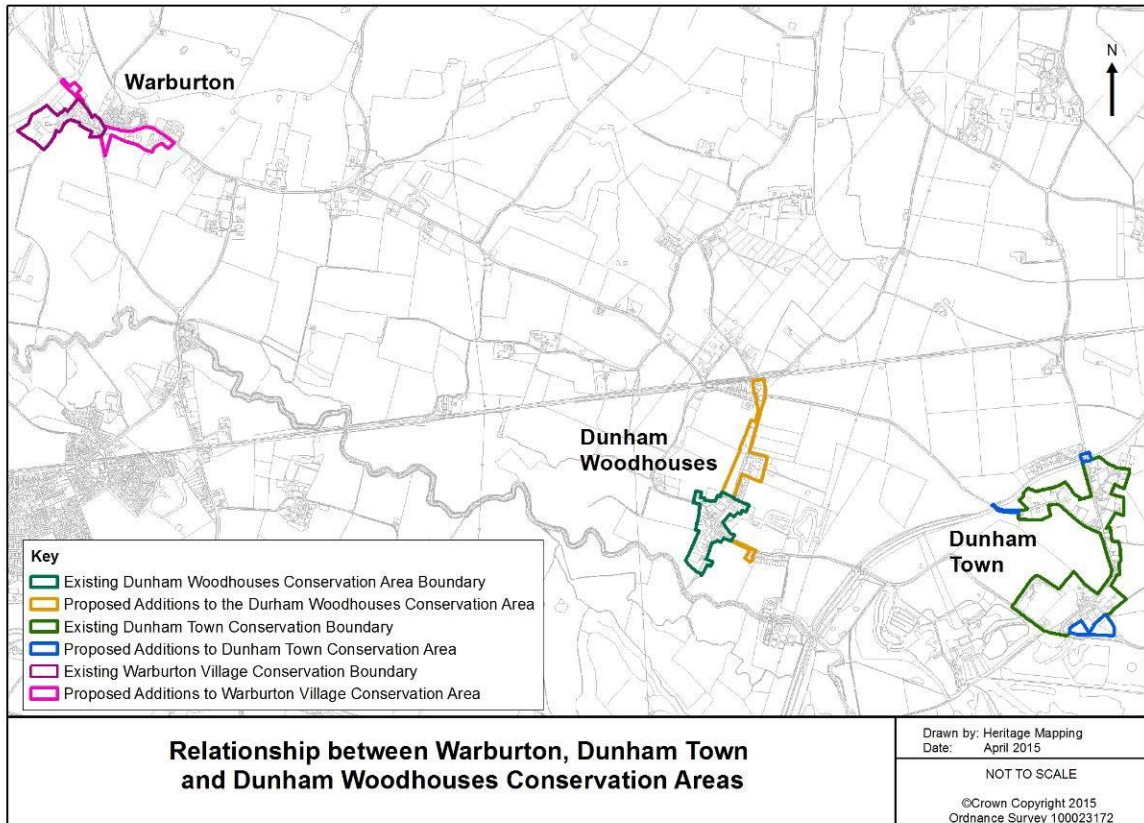 Warburton
N
Dunham
Woodhouses
Dunham
Town
Key
Existing Dunham Woodhouses Conservation Area Boundary
Proposed Additions to the Durham Woodhouses Conservation Area
Existing Dunham Town Conservation Boundary
Proposed Additions to Dunham Town Conservation Area
Existing Warburton Village Conservation Boundary
Proposed Additions to Warburton Village Conservation Area
Relationship between Warburton, Dunham Town
and Dunham Woodhouses Conservation Areas
Drawn by: Heritage Mapping
Date: April 2015
NOT TO SCALE
©Crown Copyright 2015
Ordnance Survey 100023172